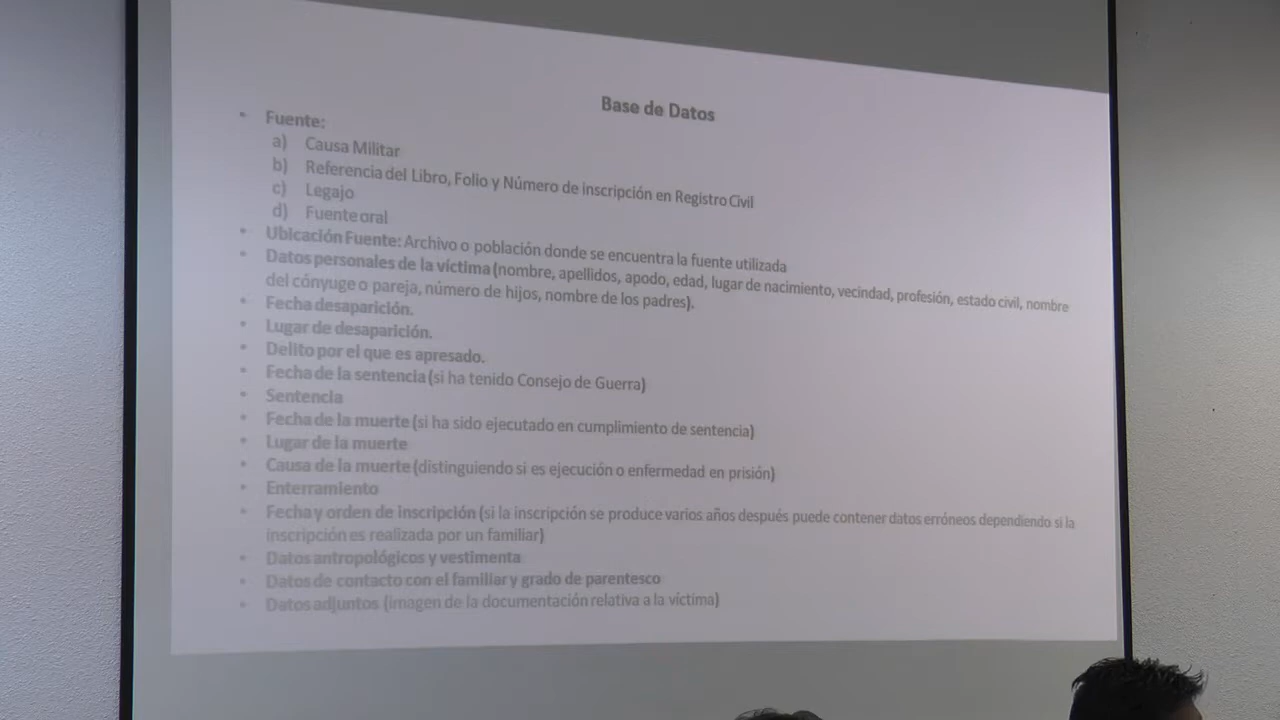 Base de Datos
• Fuente:
a) Causa Militar
b) Referencia del Libro, Folio y Número de inscripción en Registro Civil
c) Legajo
d) Fuente oral
• Ubicación Fuente: Archivo o población donde se encuentra la fuente utilizada
• Datos personales de la víctima (nombre, apellidos, apodo, edad, lugar de nacimiento, vecindad, profesión, estado civil, nombre
del cónyuge o pareja, número de hijos, nombre de los padres).
• Fecha desaparición.
• Lugar de desaparición.
• Delito por el que es apresado.
• Fecha de la sentencia (si ha tenido Consejo de Guerra)
• Sentencia
• Fecha de la muerte (si ha sido ejecutado en cumplimiento de sentencia)
• Lugar de la muerte
• Causa de la muerte (distinguiendo si es ejecución o enfermedad en prisión)
• Enterramiento
• Fecha y orden de inscripción (si la inscripción se produce varios años después puede contener datos erróneos dependiendo si la
inscripción es realizada por un familiar)
• Datos antropológicos y vestimenta
• Datos de contacto con el familiar y grado de parentesco
• Datos adjuntos (imagen de la documentación relativa a la víctima)